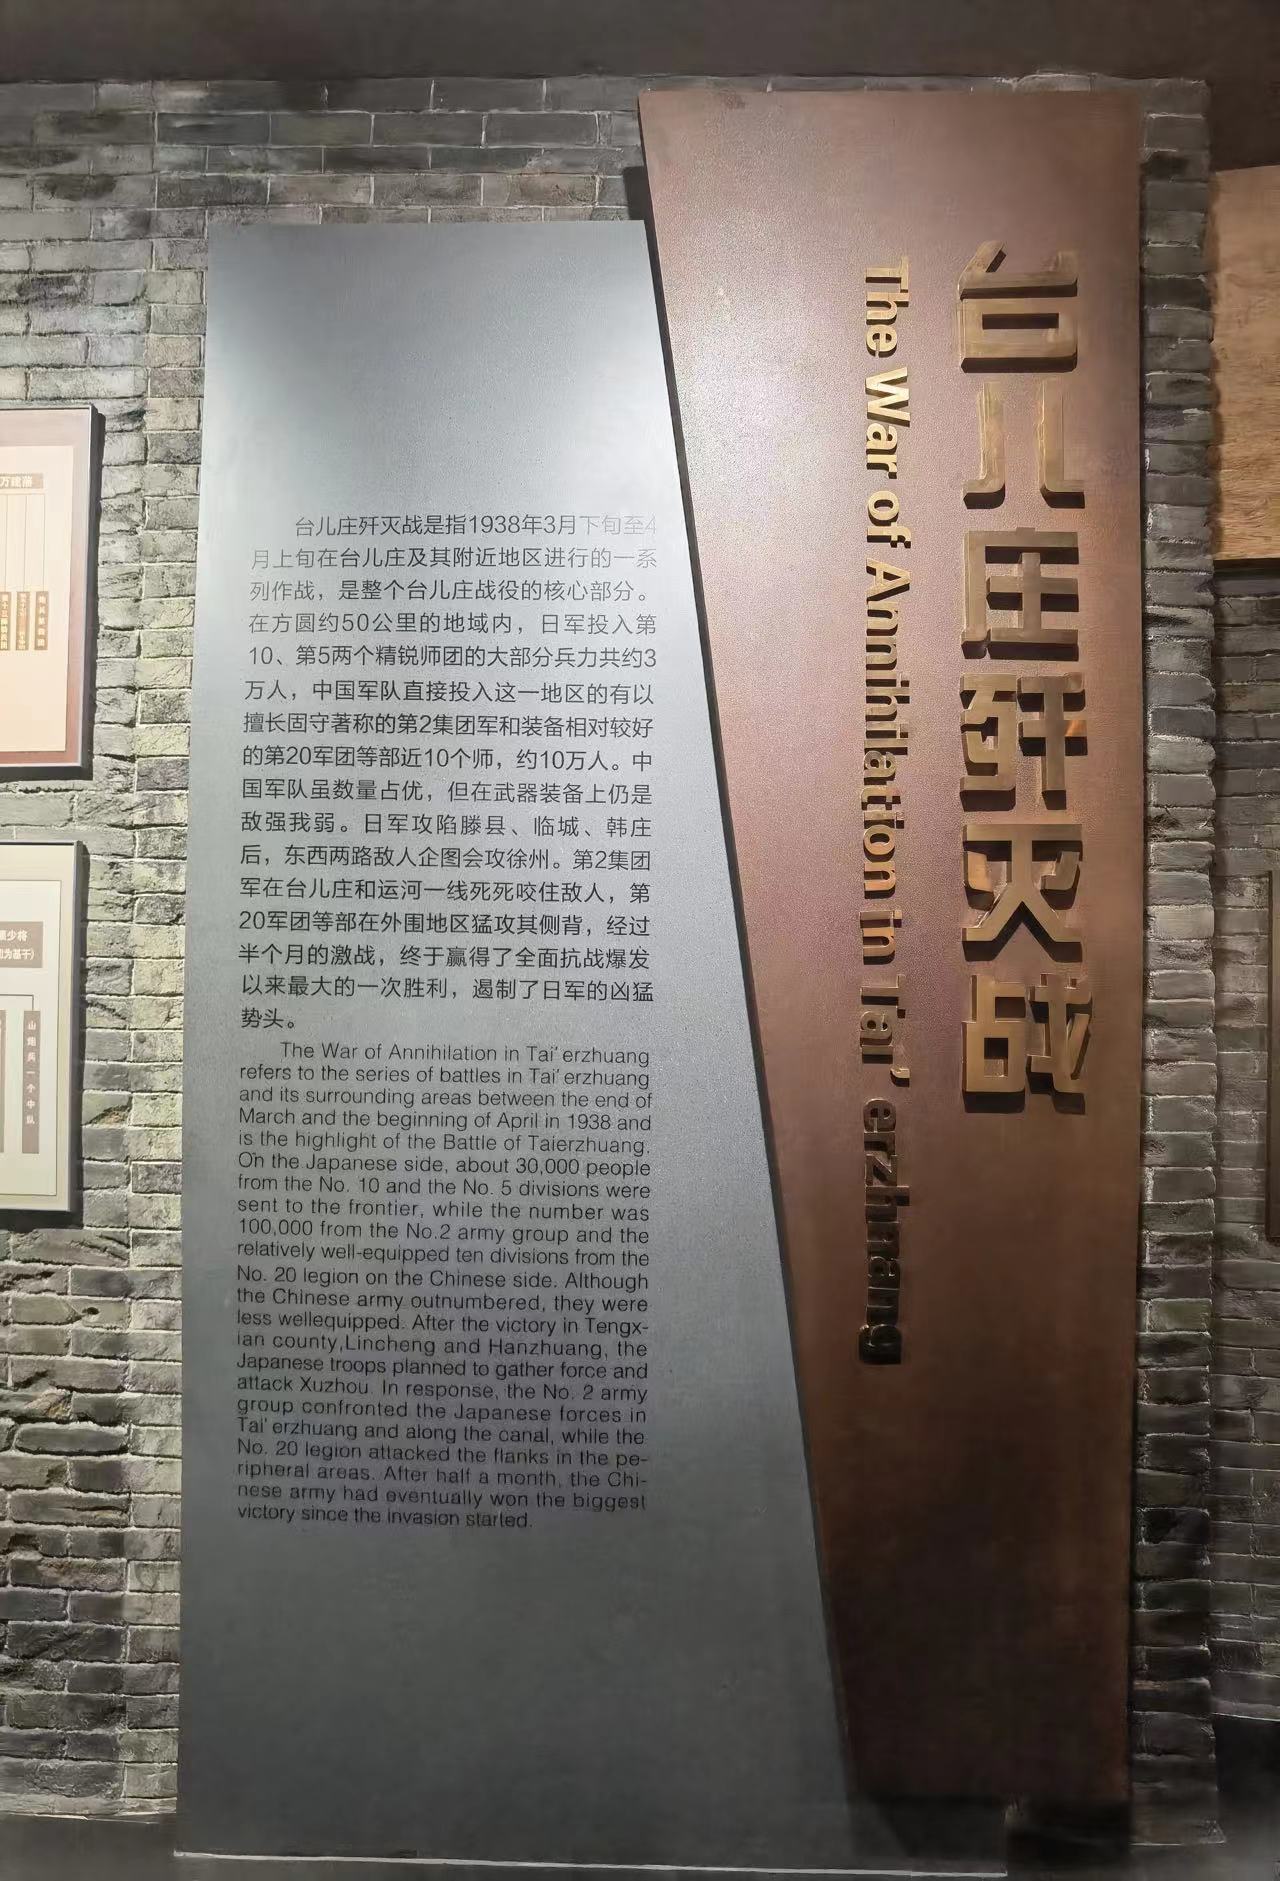 台儿庄歼灭战
The War of Annihilation in Tai' erzhuang
台儿庄歼灭战是指1938年3月下旬至4
月上旬在台儿庄及其附近地区进行的一系
列作战，是整个台儿庄战役的核心部分。
在方圆约50公里的地域内，日军投入第
10、第5两个精锐师团的大部分兵力共约3
万人，中国军队直接投入这一地区的有以
擅长固守著称的第2集团军和装备相对较好
的第20军团等部近10个师，约10万人。中
国军队虽数量占优，但在武器装备上仍是
敌强我弱。日军攻陷滕县、临城、韩庄
后，东西两路敌人企图会攻徐州。第2集团
军在台儿庄和运河一线死死咬住敌人，第
20军团等部在外围地区猛攻其侧背，经过
半个月的激战，终于赢得了全面抗战爆发
以来最大的一次胜利，遏制了日军的凶猛
势头。
The War of Annihilation in Tai' erzhuang
refers to the series of battles in Tai' erzhuang
and its surrounding areas between the end of
March and the beginning of April in 1938 and
is the highlight of the Battle of Taierzhuang.
On the Japanese side, about 30,000 people
from the No. 10 and the No. 5 divisions were
sent to the frontier, while the number was
100,000 from the No.2 army group and the
relatively well-equipped ten divisions from the
No. 20 legion on the Chinese side. Although
the Chinese army outnumbered, they were
less wellequipped. After the victory in Tengx-
ian county,Lincheng and Hanzhuang, the
Japanese troops planned to gather force and
attack Xuzhou. In response, the No. 2 army
group confronted the Japanese forces in
Tai' erzhuang and along the canal, while the
No. 20 legion attacked the flanks in the pe-
ripheral areas. After half a month, the Chi-
nese army had eventually won the biggest
victory since the invasion started.
少将
山炮兵一个中队